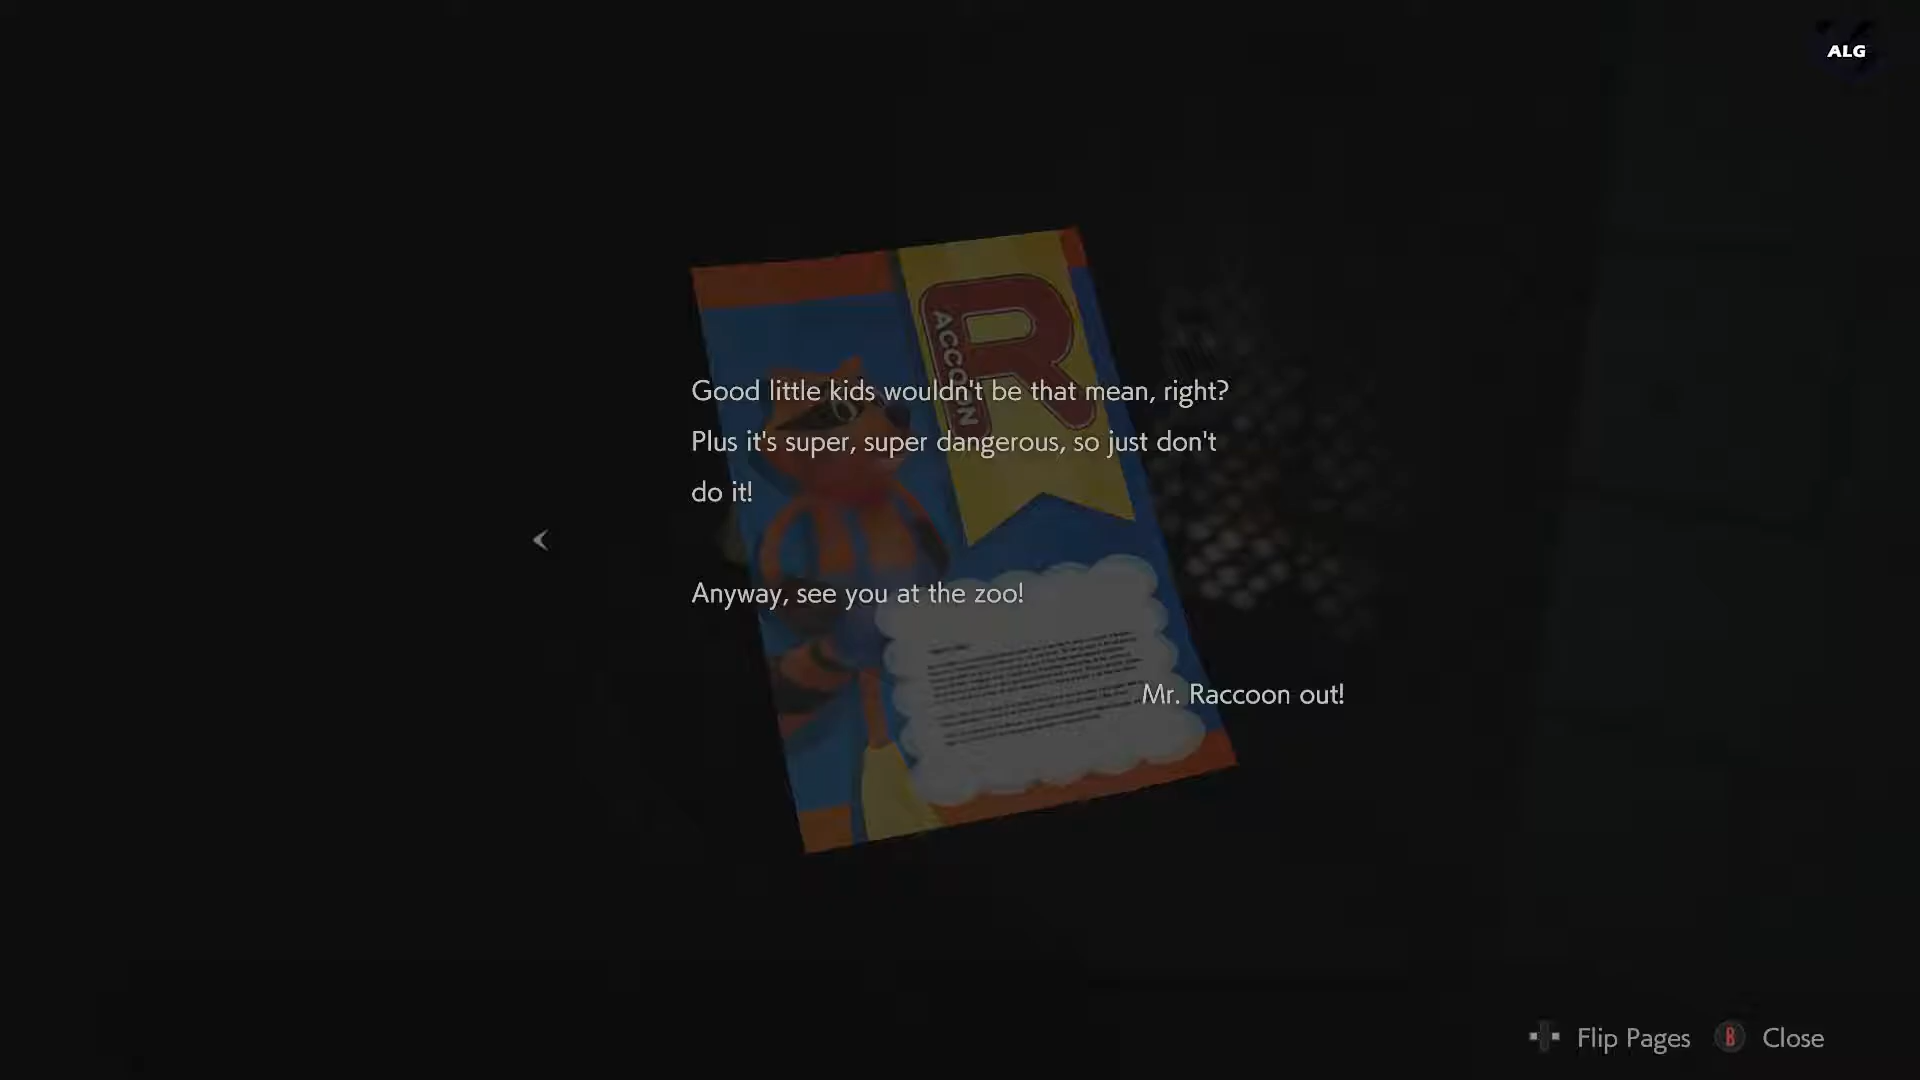 ALG
R
ACCOON
Good little kids wouldn't be that mean, right?
Plus it's super, super dangerous, so just don't
do it!
Anyway, see you at the zoo!
Mr. Raccoon out!
Flip Pages B Close